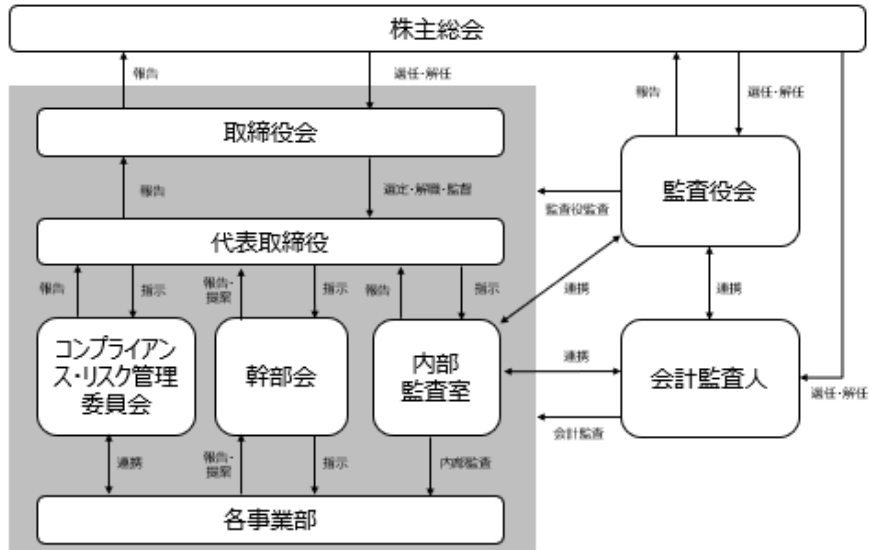 株主総会
報告
選任・解任
報告
選任・解任
取締役会
監査役会
報告
選定・解職・監督
監査役監査
代表取締役
報告
指示
報告・
提案
指示
報告
指示
連携
連携
コンプライアン
ス・リスク管理
委員会
幹部会
内部
監査室
連携
会計監査人
選任・解任
会計監査
連携
報告・
提案
指示
内部監査
各事業部